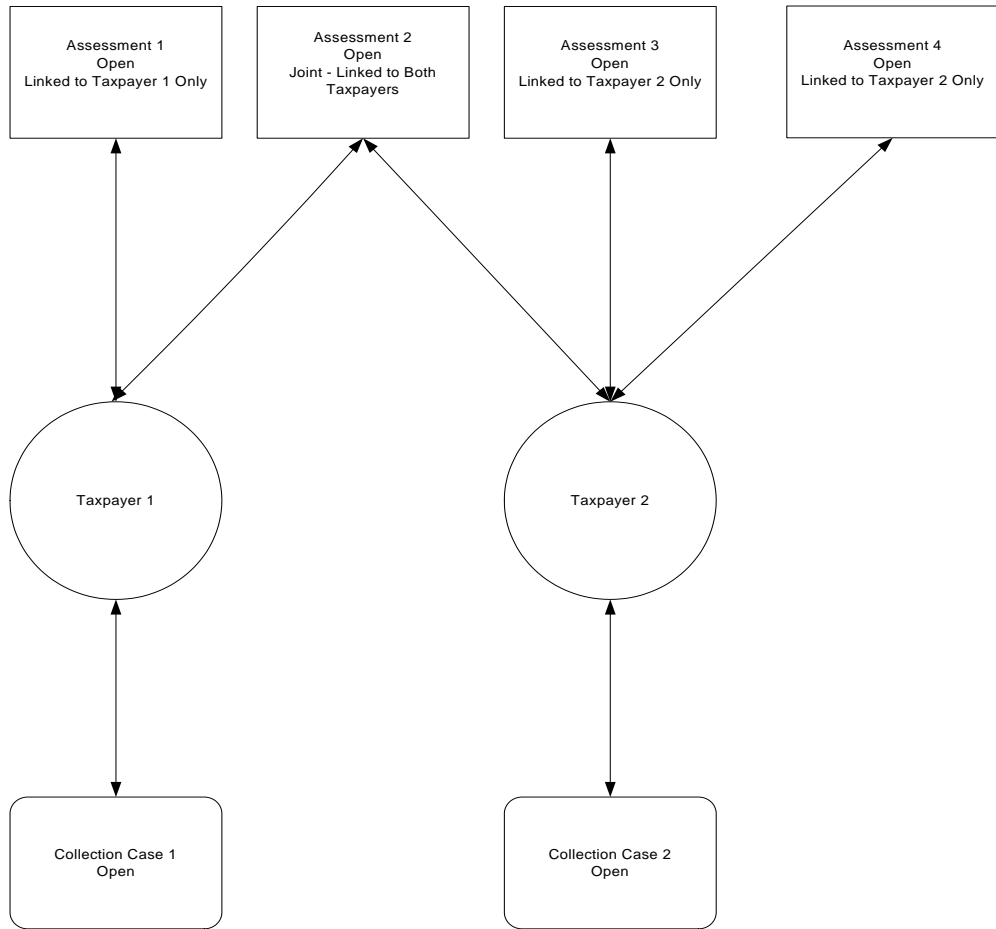 Assessment 1
Open
Linked to Taxpayer 1 Only
Assessment 2
Open
Joint - Linked to Both
Taxpayers
Assessment 3
Open
Linked to Taxpayer 2 Only
Assessment 4
Open
Linked to Taxpayer 2 Only
Taxpayer 1
Taxpayer 2
Collection Case 1
Open
Collection Case 2
Open